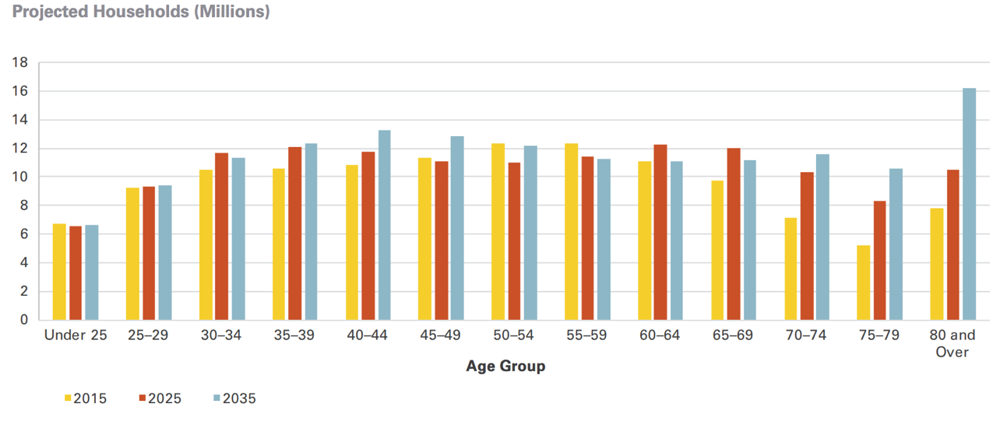 Projected Households (Millions)
18
16
14
12
10
8
6
4
2
0
Under 25 25–29 30–34 35–39 40–44 45–49 50–54 55–59 60–64 65–69 70–74 75–79 80 and
Over
Age Group
2015 2025 2035